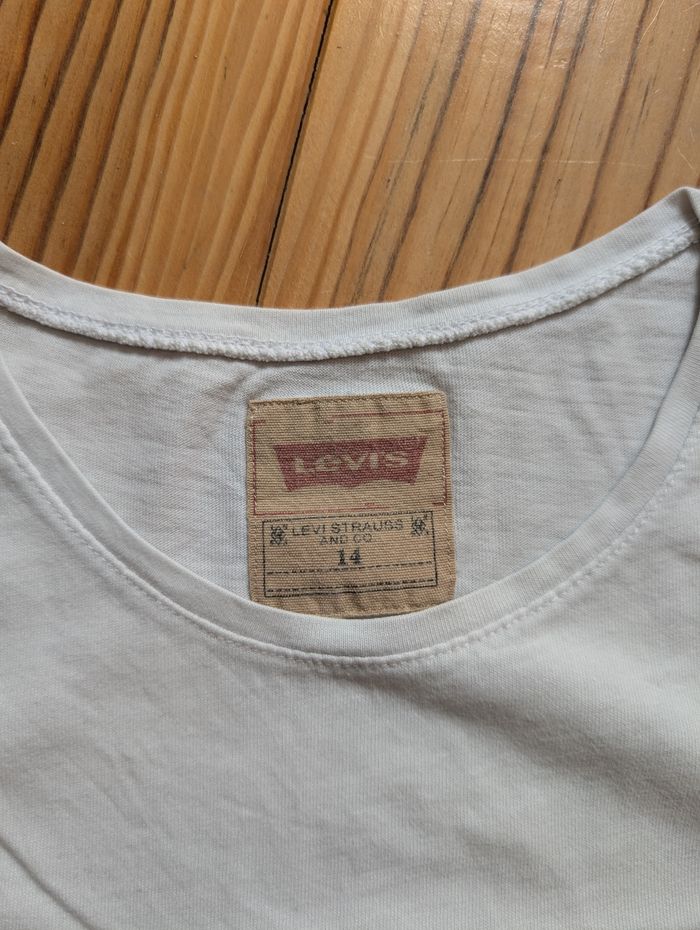 LEVI'S
LEVI STRAUSS
AND CO
14